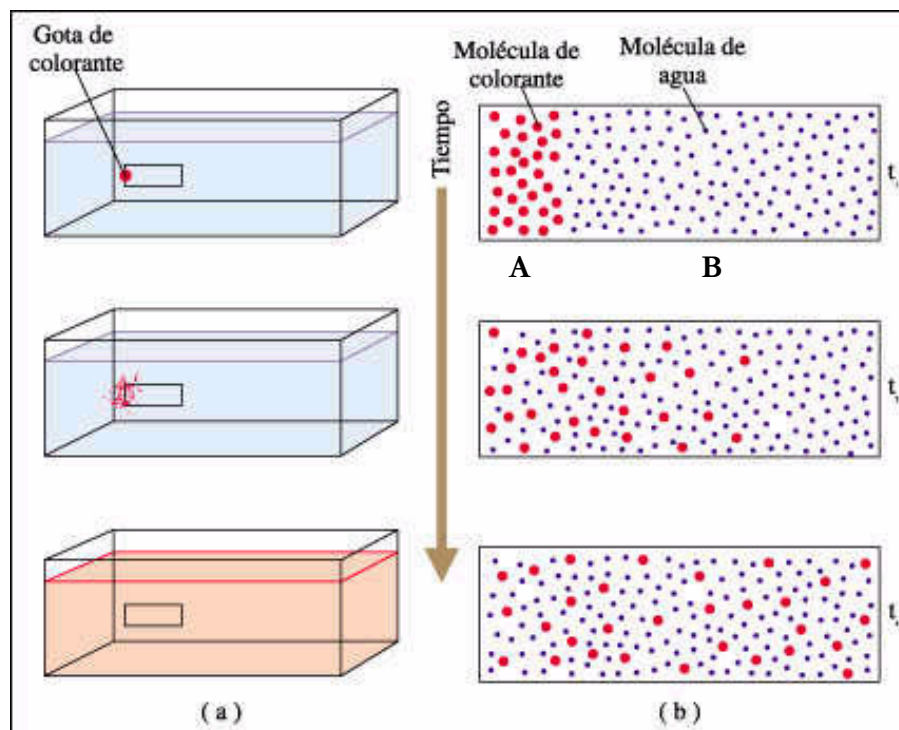 Gota de
colorante
Tiempo
Molécula de
colorante
Molécula de
agua
A
B
( a )
( b )